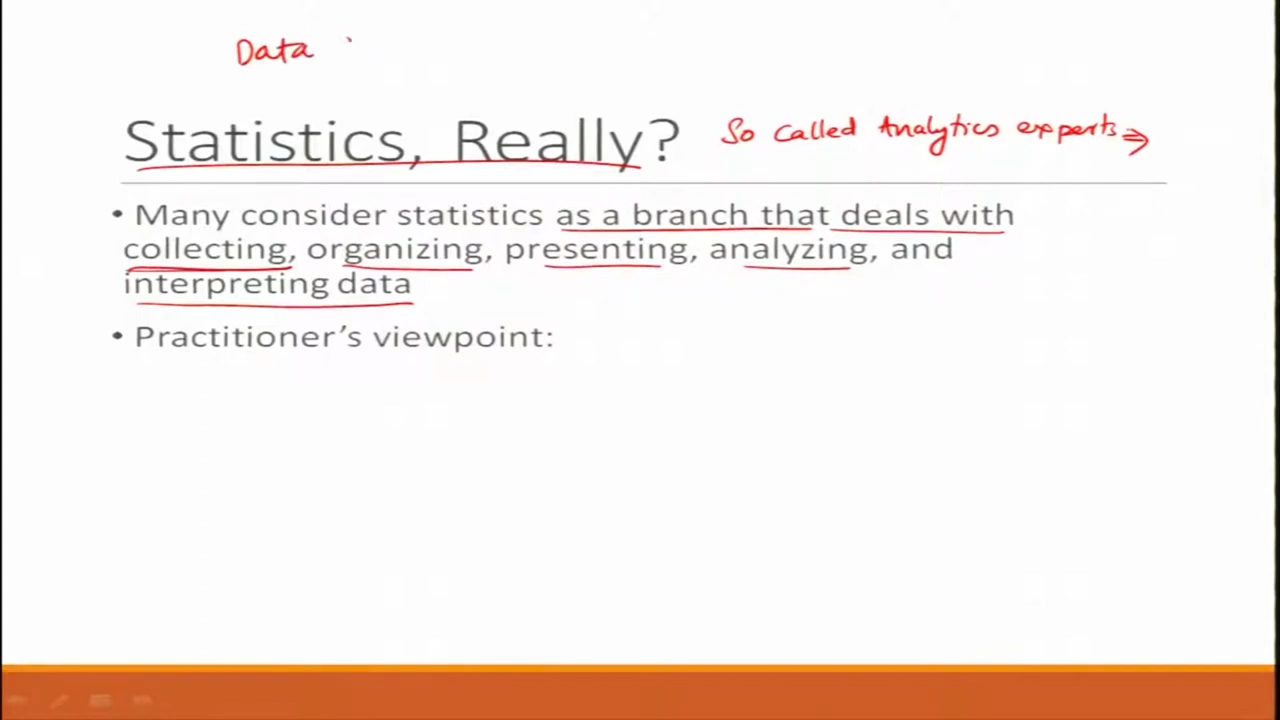 Data
Statistics, Really?
So called Analytics experts ⇒
• Many consider statistics as a branch that deals with
collecting, organizing, presenting, analyzing, and
interpreting data
• Practitioner’s viewpoint: